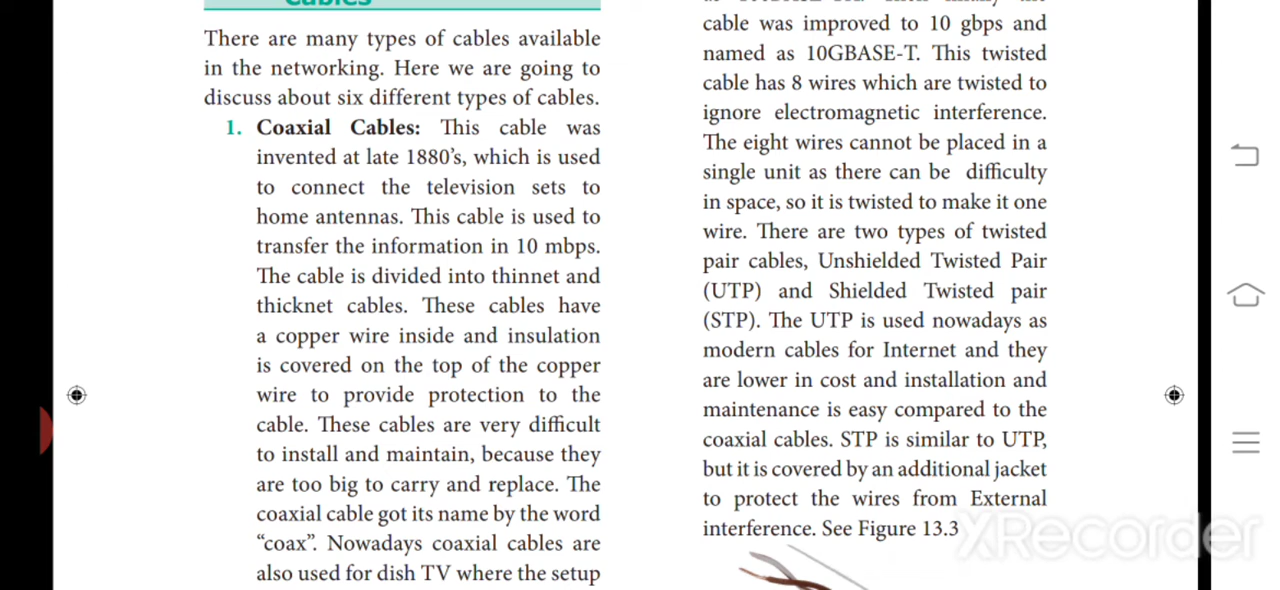 Cables
There are many types of cables available
in the networking. Here we are going to
discuss about six different types of cables.
1. Coaxial Cables: This cable was
invented at late 1880’s, which is used
to connect the television sets to
home antennas. This cable is used to
transfer the information in 10 mbps.
The cable is divided into thinnet and
thicknet cables. These cables have
a copper wire inside and insulation
is covered on the top of the copper
wire to provide protection to the
cable. These cables are very difficult
to install and maintain, because they
are too big to carry and replace. The
coaxial cable got its name by the word
“coax”. Nowadays coaxial cables are
also used for dish TV where the setup
cable was improved to 10 gbps and
named as 10GBASE-T. This twisted
cable has 8 wires which are twisted to
ignore electromagnetic interference.
The eight wires cannot be placed in a
single unit as there can be difficulty
in space, so it is twisted to make it one
wire. There are two types of twisted
pair cables, Unshielded Twisted Pair
(UTP) and Shielded Twisted pair
(STP). The UTP is used nowadays as
modern cables for Internet and they
are lower in cost and installation and
maintenance is easy compared to the
coaxial cables. STP is similar to UTP,
but it is covered by an additional jacket
to protect the wires from External
interference. See Figure 13.3
XRecorder